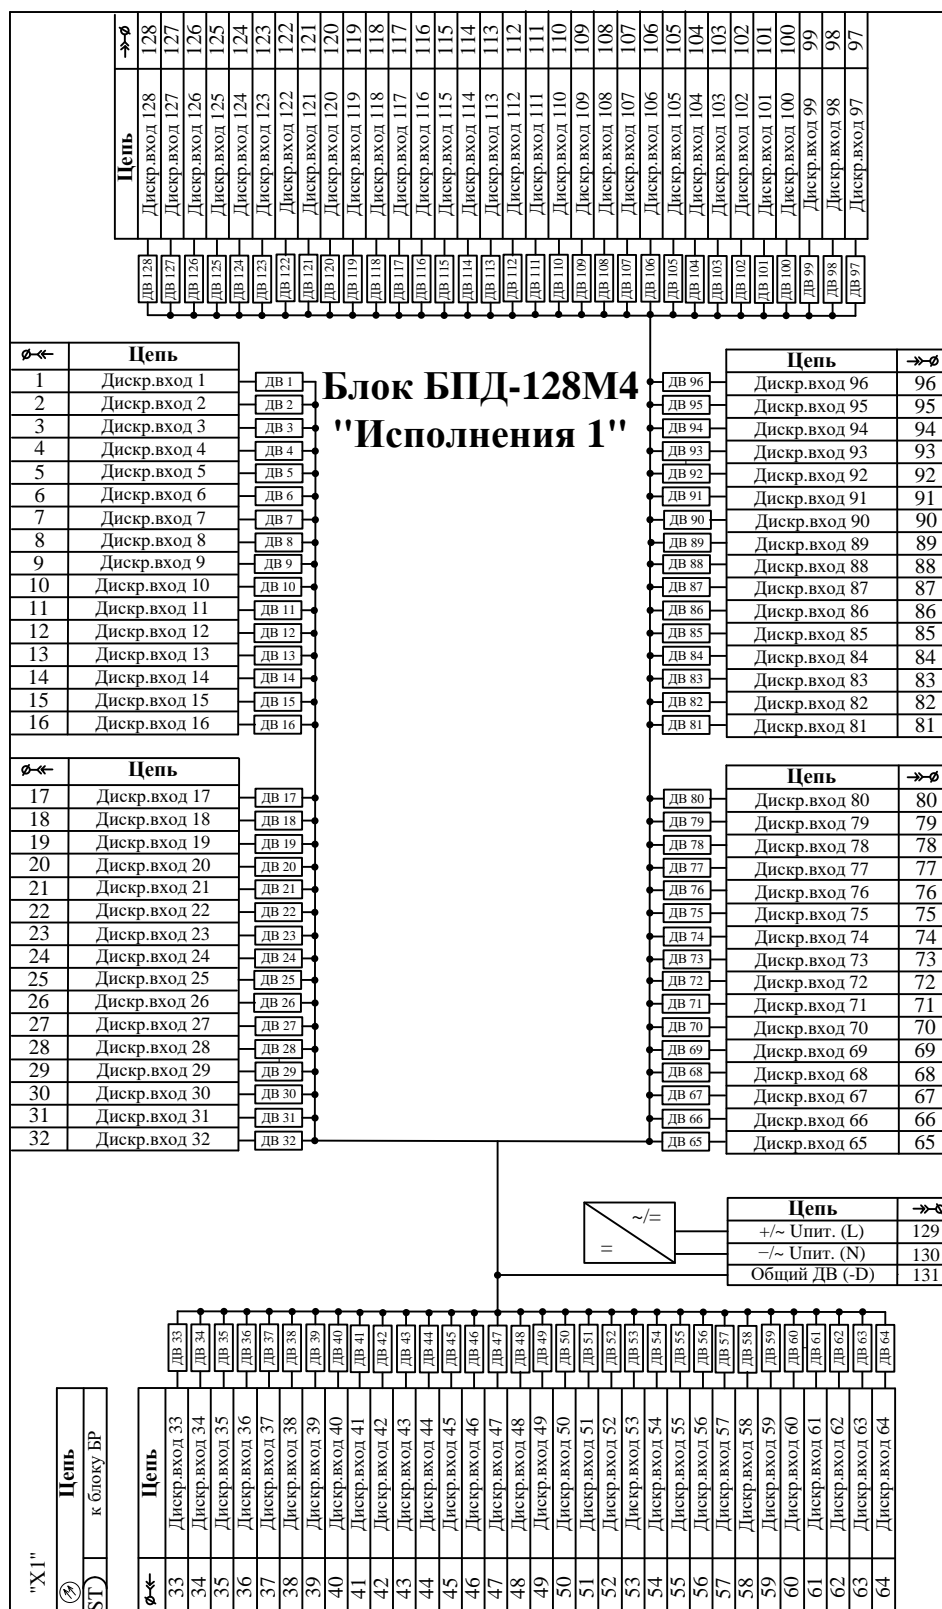 Цепь
128 127 126 125 124 123 122 121 120 119 118 117 116 115 114 113 112 111 110 109 108 107 106 105 104 103 102 101 100 99 98 97
Дискр.вход 128
Дискр.вход 127
Дискр.вход 126
Дискр.вход 125
Дискр.вход 124
Дискр.вход 123
Дискр.вход 122
Дискр.вход 121
Дискр.вход 120
Дискр.вход 119
Дискр.вход 118
Дискр.вход 117
Дискр.вход 116
Дискр.вход 115
Дискр.вход 114
Дискр.вход 113
Дискр.вход 112
Дискр.вход 111
Дискр.вход 110
Дискр.вход 109
Дискр.вход 108
Дискр.вход 107
Дискр.вход 106
Дискр.вход 105
Дискр.вход 104
Дискр.вход 103
Дискр.вход 102
Дискр.вход 101
Дискр.вход 100
Дискр.вход 99
Дискр.вход 98
Дискр.вход 97
ДВ 128 ДВ 127 ДВ 126 ДВ 125 ДВ 124 ДВ 123 ДВ 122 ДВ 121 ДВ 120 ДВ 119 ДВ 118 ДВ 117 ДВ 116 ДВ 115 ДВ 114 ДВ 113 ДВ 112 ДВ 111 ДВ 110 ДВ 109 ДВ 108 ДВ 107 ДВ 106 ДВ 105 ДВ 104 ДВ 103 ДВ 102 ДВ 101 ДВ 100 ДВ 99 ДВ 98 ДВ 97
Блок БПД-128М4
"Исполнения 1"
Цепь
1 Дискр.вход 1 ДВ 1
2 Дискр.вход 2 ДВ 2
3 Дискр.вход 3 ДВ 3
4 Дискр.вход 4 ДВ 4
5 Дискр.вход 5 ДВ 5
6 Дискр.вход 6 ДВ 6
7 Дискр.вход 7 ДВ 7
8 Дискр.вход 8 ДВ 8
9 Дискр.вход 9 ДВ 9
10 Дискр.вход 10 ДВ 10
11 Дискр.вход 11 ДВ 11
12 Дискр.вход 12 ДВ 12
13 Дискр.вход 13 ДВ 13
14 Дискр.вход 14 ДВ 14
15 Дискр.вход 15 ДВ 15
16 Дискр.вход 16 ДВ 16
Цепь
ДВ 96 Дискр.вход 96 96
ДВ 95 Дискр.вход 95 95
ДВ 94 Дискр.вход 94 94
ДВ 93 Дискр.вход 93 93
ДВ 92 Дискр.вход 92 92
ДВ 91 Дискр.вход 91 91
ДВ 90 Дискр.вход 90 90
ДВ 89 Дискр.вход 89 89
ДВ 88 Дискр.вход 88 88
ДВ 87 Дискр.вход 87 87
ДВ 86 Дискр.вход 86 86
ДВ 85 Дискр.вход 85 85
ДВ 84 Дискр.вход 84 84
ДВ 83 Дискр.вход 83 83
ДВ 82 Дискр.вход 82 82
ДВ 81 Дискр.вход 81 81
Цепь
17 Дискр.вход 17 ДВ 17
18 Дискр.вход 18 ДВ 18
19 Дискр.вход 19 ДВ 19
20 Дискр.вход 20 ДВ 20
21 Дискр.вход 21 ДВ 21
22 Дискр.вход 22 ДВ 22
23 Дискр.вход 23 ДВ 23
24 Дискр.вход 24 ДВ 24
25 Дискр.вход 25 ДВ 25
26 Дискр.вход 26 ДВ 26
27 Дискр.вход 27 ДВ 27
28 Дискр.вход 28 ДВ 28
29 Дискр.вход 29 ДВ 29
30 Дискр.вход 30 ДВ 30
31 Дискр.вход 31 ДВ 31
32 Дискр.вход 32 ДВ 32
Цепь
ДВ 80 Дискр.вход 80 80
ДВ 79 Дискр.вход 79 79
ДВ 78 Дискр.вход 78 78
ДВ 77 Дискр.вход 77 77
ДВ 76 Дискр.вход 76 76
ДВ 75 Дискр.вход 75 75
ДВ 74 Дискр.вход 74 74
ДВ 73 Дискр.вход 73 73
ДВ 72 Дискр.вход 72 72
ДВ 71 Дискр.вход 71 71
ДВ 70 Дискр.вход 70 70
ДВ 69 Дискр.вход 69 69
ДВ 68 Дискр.вход 68 68
ДВ 67 Дискр.вход 67 67
ДВ 66 Дискр.вход 66 66
ДВ 65 Дискр.вход 65 65
~/=
=
Цепь
+/~ Uпит. (L) 129
−/~ Uпит. (N) 130
Общий ДВ (-D) 131
ДВ 33 ДВ 34 ДВ 35 ДВ 36 ДВ 37 ДВ 38 ДВ 39 ДВ 40 ДВ 41 ДВ 42 ДВ 43 ДВ 44 ДВ 45 ДВ 46 ДВ 47 ДВ 48 ДВ 49 ДВ 50 ДВ 51 ДВ 52 ДВ 53 ДВ 54 ДВ 55 ДВ 56 ДВ 57 ДВ 58 ДВ 59 ДВ 60 ДВ 61 ДВ 62 ДВ 63 ДВ 64
"X1"
Цепь
ST)
к блоку БР
Цепь
Дискр.вход 33
Дискр.вход 34
Дискр.вход 35
Дискр.вход 36
Дискр.вход 37
Дискр.вход 38
Дискр.вход 39
Дискр.вход 40
Дискр.вход 41
Дискр.вход 42
Дискр.вход 43
Дискр.вход 44
Дискр.вход 45
Дискр.вход 46
Дискр.вход 47
Дискр.вход 48
Дискр.вход 49
Дискр.вход 50
Дискр.вход 51
Дискр.вход 52
Дискр.вход 53
Дискр.вход 54
Дискр.вход 55
Дискр.вход 56
Дискр.вход 57
Дискр.вход 58
Дискр.вход 59
Дискр.вход 60
Дискр.вход 61
Дискр.вход 62
Дискр.вход 63
Дискр.вход 64
33 34 35 36 37 38 39 40 41 42 43 44 45 46 47 48 49 50 51 52 53 54 55 56 57 58 59 60 61 62 63 64